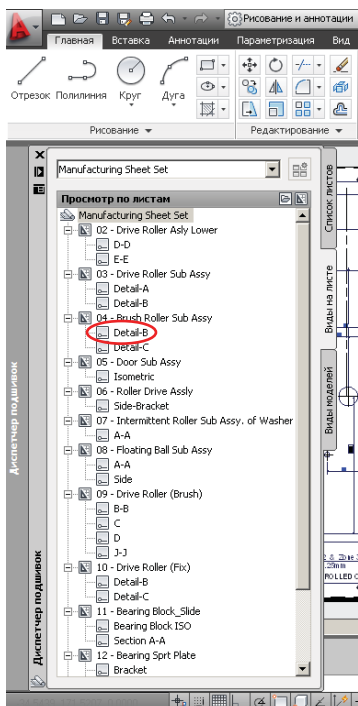 Рисование и аннотации
Главная Вставка Аннотации Параметризация Вид
Отрезок Полилиния Круг Дуга
Рисование Редактирование
Manufacturing Sheet Set
Просмотр по листам
Manufacturing Sheet Set
02 - Drive Roller Asly Lower
D-D
E-E
03 - Drive Roller Sub Assy
Detail-A
Detail-B
04 - Brush Roller Sub Assy
Detail-B
Detail-C
05 - Door Sub Assy
Isometric
06 - Roller Drive Assly
Side-Bracket
07 - Intermittent Roller Sub Assy. of Washer
A-A
08 - Floating Ball Sub Assy
A-A
Side
09 - Drive Roller (Brush)
B-B
C
D
J-J
10 - Drive Roller (Fix)
Detail-B
Detail-C
11 - Bearing Block_Slide
Bearing Block ISO
Section A-A
12 - Bearing Sprt Plate
Bracket
Список листов
Виды на листе
Виды моделей
Диспетчер подшивок
Диспетчер подшивок
.25mm
ROLLED